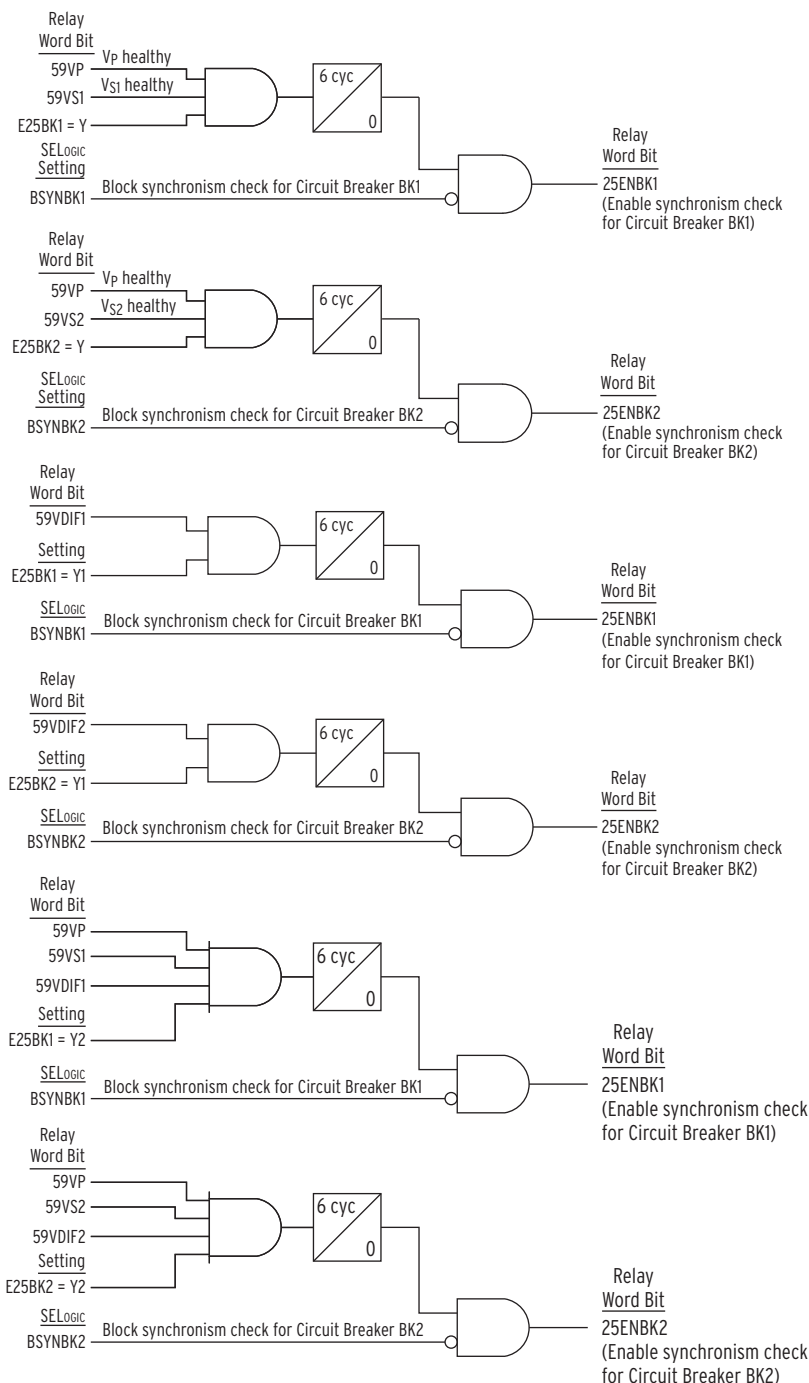 Relay
Word Bit
59VP
VP healthy
59VS1
VS1 healthy
E25BK1 = Y
SELOGIC
Setting
BSYNBK1
Block synchronism check for Circuit Breaker BK1
6 cyc
0
Relay
Word Bit
25ENBK1
(Enable synchronism check
for Circuit Breaker BK1)
Relay
Word Bit
59VP
VP healthy
59VS2
VS2 healthy
E25BK2 = Y
SELOGIC
Setting
BSYNBK2
Block synchronism check for Circuit Breaker BK2
6 cyc
0
Relay
Word Bit
25ENBK2
(Enable synchronism check
for Circuit Breaker BK2)
Relay
Word Bit
59VDIF1
Setting
E25BK1 = Y1
SELOGIC
BSYNBK1
Block synchronism check for Circuit Breaker BK1
6 cyc
0
Relay
Word Bit
25ENBK1
(Enable synchronism check
for Circuit Breaker BK1)
Relay
Word Bit
59VDIF2
Setting
E25BK2 = Y1
SELOGIC
BSYNBK2
Block synchronism check for Circuit Breaker BK2
6 cyc
0
Relay
Word Bit
25ENBK2
(Enable synchronism check
for Circuit Breaker BK2)
Relay
Word Bit
59VP
59VS1
59VDIF1
Setting
E25BK1 = Y2
SELOGIC
BSYNBK1
Block synchronism check for Circuit Breaker BK1
6 cyc
0
Relay
Word Bit
25ENBK1
(Enable synchronism check
for Circuit Breaker BK1)
Relay
Word Bit
59VP
59VS2
59VDIF2
Setting
E25BK2 = Y2
SELOGIC
BSYNBK2
Block synchronism check for Circuit Breaker BK2
6 cyc
0
Relay
Word Bit
25ENBK2
(Enable synchronism check
for Circuit Breaker BK2)